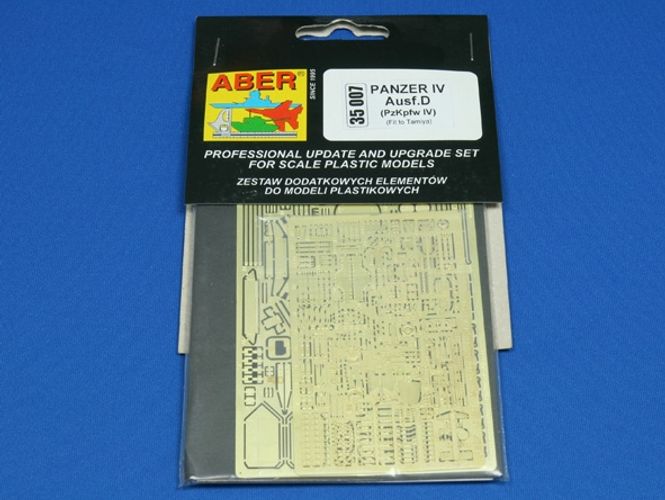 ABER®
SINCE 1995
35 007
PANZER IV
Ausf.D
(PzKpfw IV)
(Fit to Tamiya)
PROFESSIONAL UPDATE AND UPGRADE SET
FOR SCALE PLASTIC MODELS
ZESTAW DODATKOWYCH ELEMENTÓW
DO MODELI PLASTIKOWYCH